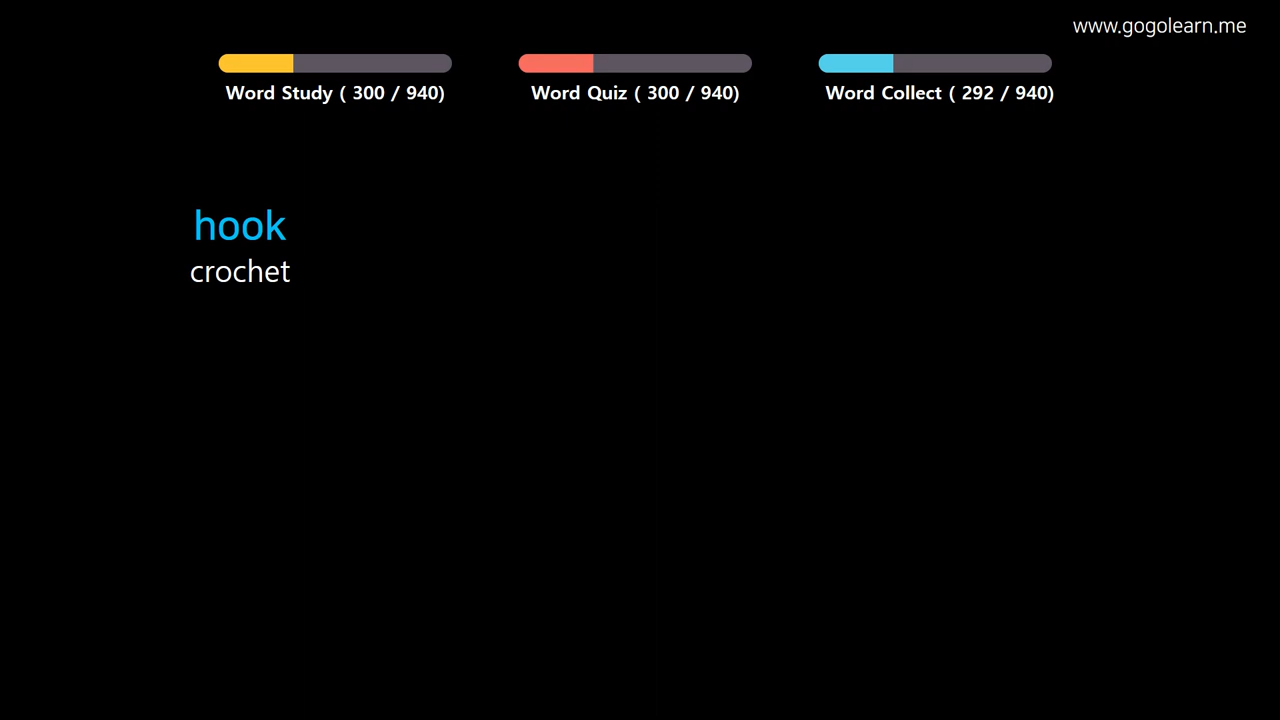 www.gogolearn.me
Word Study ( 300 / 940)
Word Quiz ( 300 / 940)
Word Collect ( 292 / 940)
hook
crochet